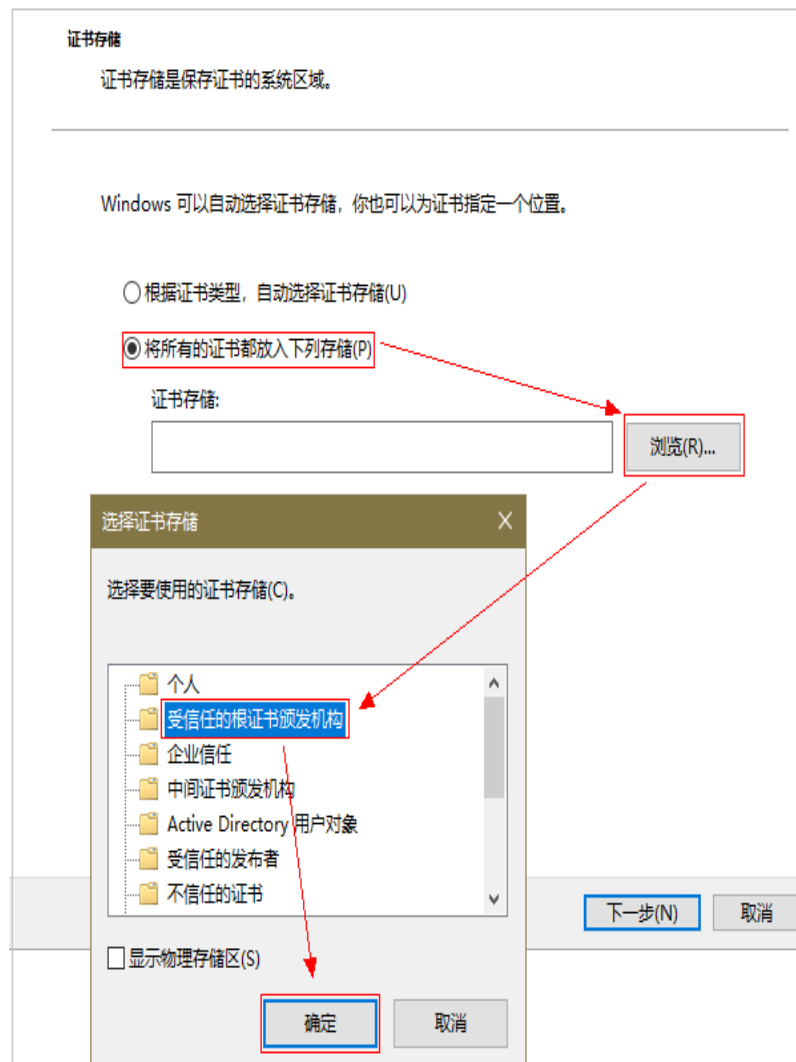 证书存储
证书存储是保存证书的系统区域。
Windows 可以自动选择证书存储，你也可以为证书指定一个位置。
根据证书类型，自动选择证书存储(U)
将所有的证书都放入下列存储(P)
证书存储:
浏览(R)...
选择证书存储
选择要使用的证书存储(C)。
个人
受信任的根证书颁发机构
企业信任
中间证书颁发机构
Active Directory 用户对象
受信任的发布者
不信任的证书
显示物理存储区(S)
确定
取消
下一步(N)
取消